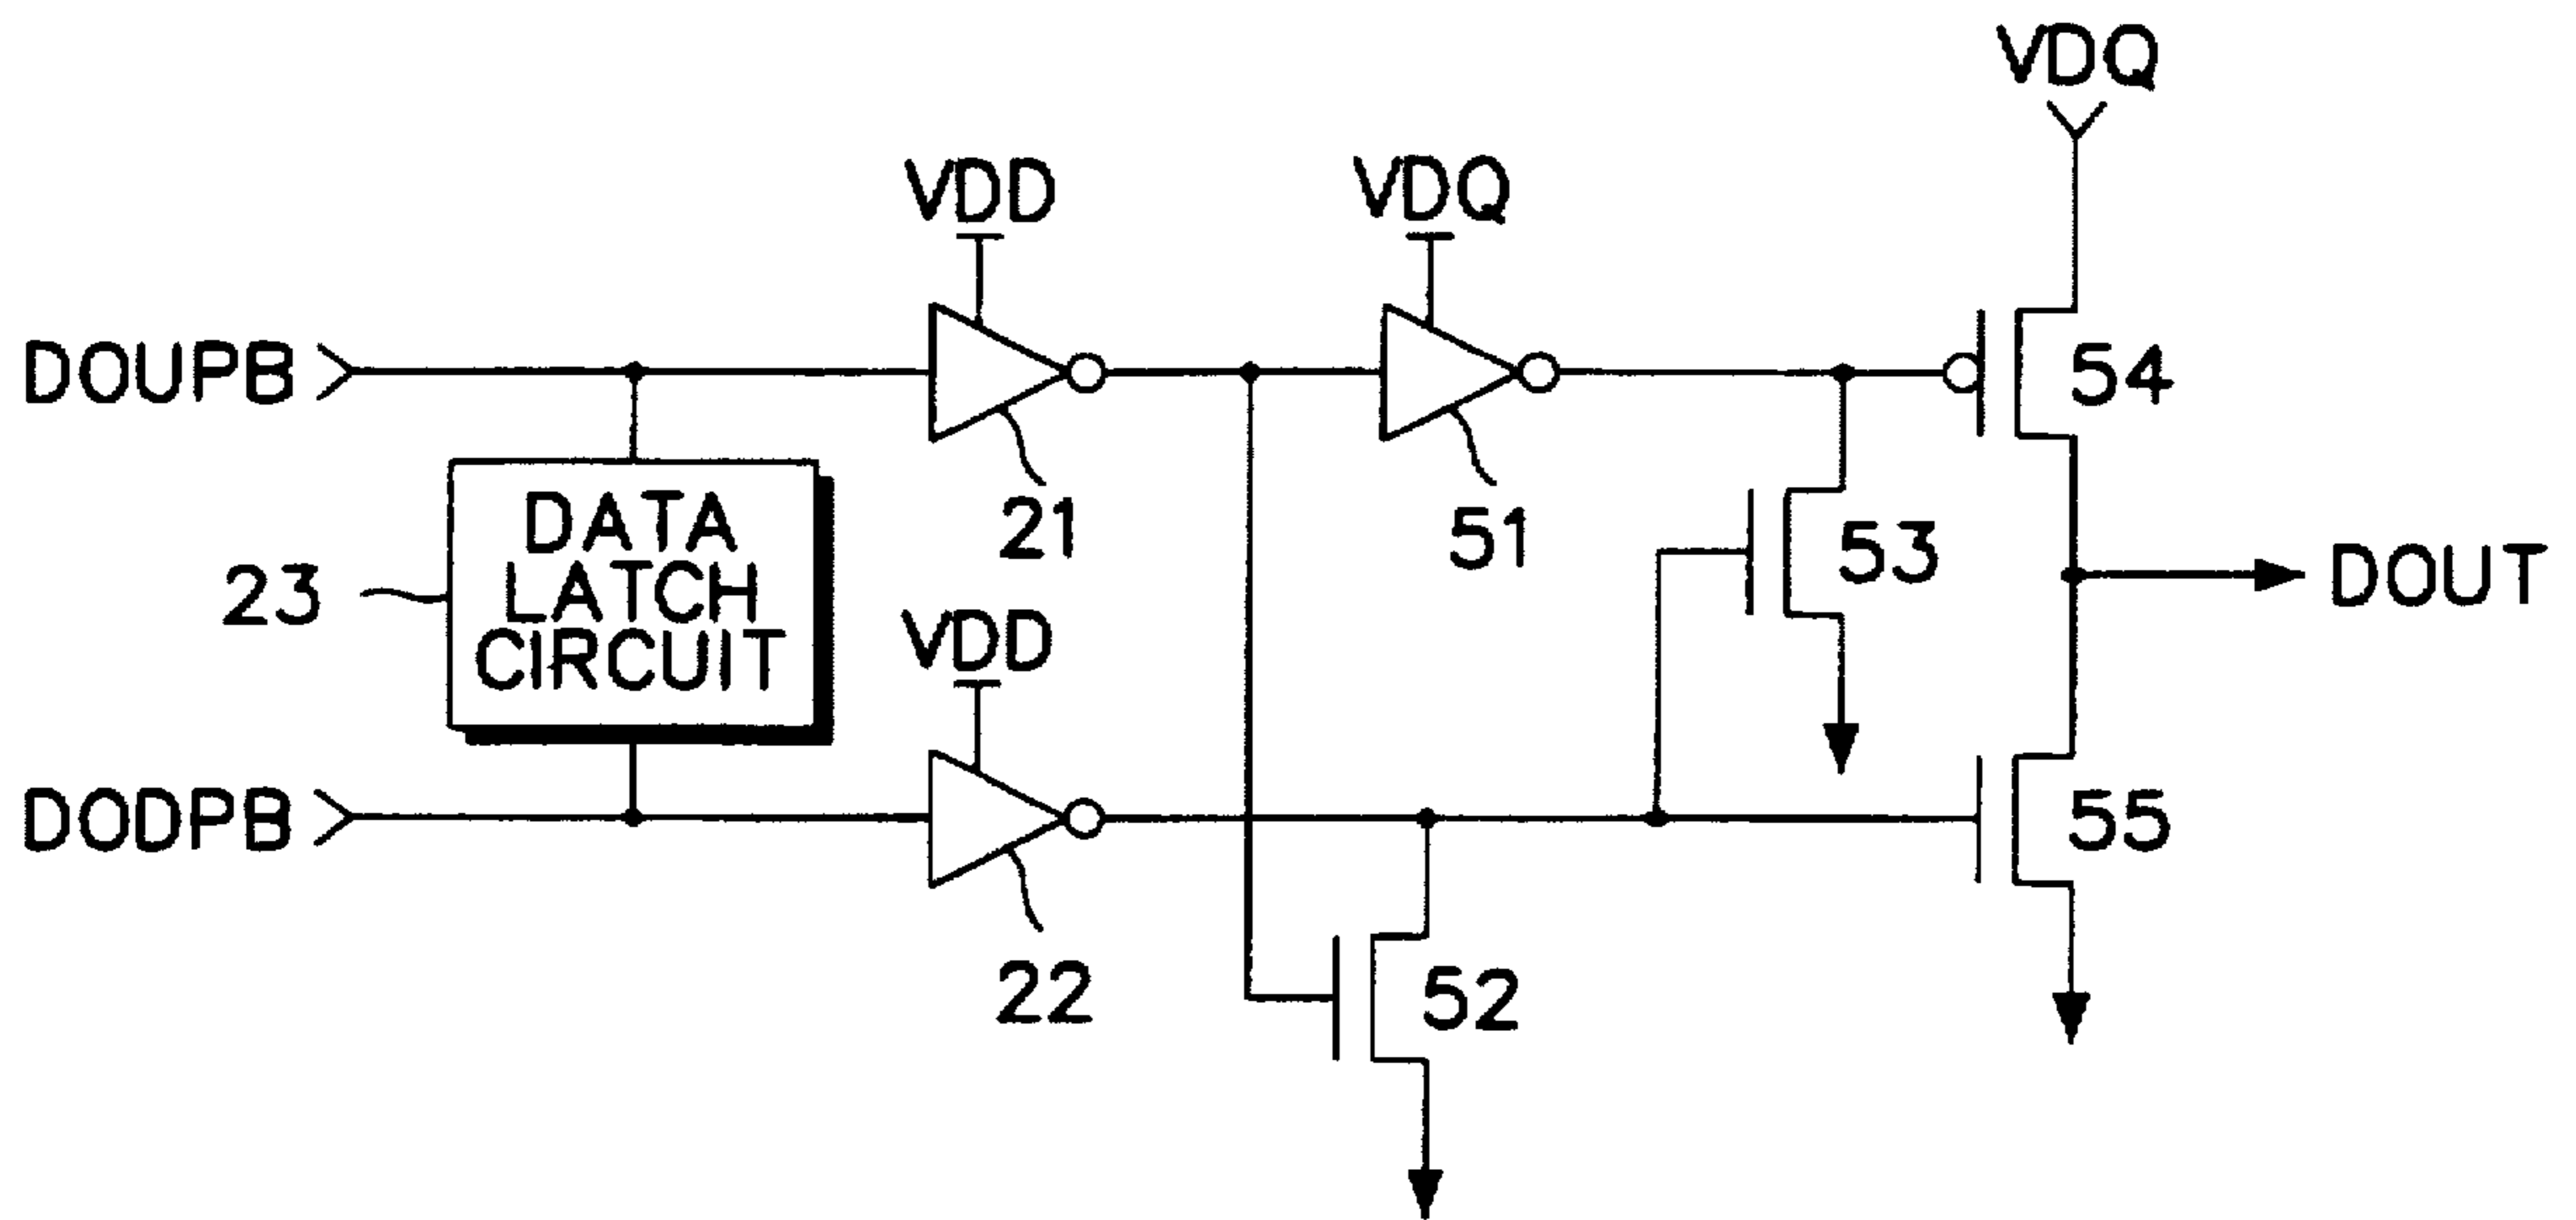 VDQ
VDD
VDQ
DOUPB
54
21
51
DATA
LATCH
CIRCUIT
23
53
DOUT
VDD
DODPB
55
22
52